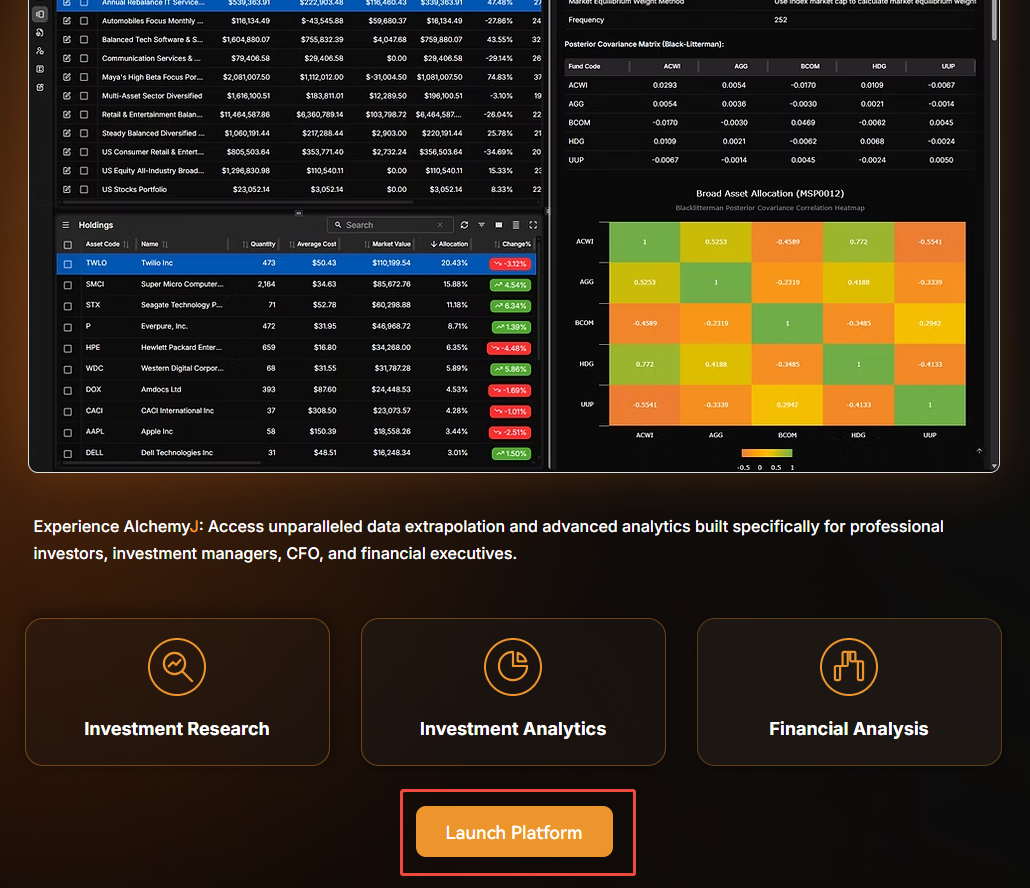 Annual Rebalance IT Service... $539,363.91 $222,903.48 $116,460.43 $339,363.91 47.48% 27
Automobiles Focus Monthly ... $116,134.49 $-43,545.88 $59,680.37 $16,134.49 -27.86% 24
Balanced Tech Software & S... $1,604,880.07 $755,832.39 $4,047.68 $759,880.07 43.55% 32
Communication Services & ... $79,406.58 $29,406.58 $0.00 $29,406.58 -29.14% 26
Maya's High Beta Focus Por... $2,081,007.50 $1,112,012.00 $-31,004.50 $1,081,007.50 74.83% 37
Multi-Asset Sector Diversified $1,616,100.51 $183,811.01 $12,289.50 $196,100.51 -3.10% 19
Retail & Entertainment Balan... $11,464,587.86 $6,360,789.14 $103,798.72 $6,464,587.... -26.04% 22
Steady Balanced Diversified ... $1,060,191.44 $217,288.44 $2,903.00 $220,191.44 25.78% 21
US Consumer Retail & Entert... $805,503.64 $353,771.40 $2,732.24 $356,503.64 -34.69% 20
US Equity All-Industry Broad... $1,296,830.98 $110,540.11 $0.00 $110,540.11 15.33% 23
US Stocks Portfolio $23,052.14 $3,052.14 $0.00 $3,052.14 8.33% 22
Holdings Search
Asset Code Name Quantity Average Cost Market Value Allocation Change%
TWLO Twilio Inc 473 $50.43 $110,199.54 20.43% -3.12%
SMCI Super Micro Computer... 2,164 $34.63 $85,672.76 15.88% 4.54%
STX Seagate Technology P... 71 $52.78 $60,298.88 11.18% 6.34%
P Everpure, Inc. 472 $31.95 $46,968.72 8.71% 1.39%
HPE Hewlett Packard Enter... 659 $16.80 $34,268.00 6.35% -4.48%
WDC Western Digital Corpor... 68 $31.55 $31,787.28 5.89% 5.86%
DOX Amdocs Ltd 393 $87.60 $24,448.53 4.53% -1.69%
CACI CACI International Inc 37 $308.50 $23,073.57 4.28% -1.01%
AAPL Apple Inc 58 $150.39 $18,558.26 3.44% -2.51%
DELL Dell Technologies Inc 31 $48.51 $16,248.34 3.01% 1.50%
Market Equilibrium Weight Method Use index market cap to calculate market equilibrium weight
Frequency 252
Posterior Covariance Matrix (Black-Litterman):
Fund Code ACWI AGG BCOM HDG UUP
ACWI 0.0293 0.0054 -0.0170 0.0109 -0.0067
AGG 0.0054 0.0036 -0.0030 0.0021 -0.0014
BCOM -0.0170 -0.0030 0.0469 -0.0062 0.0045
HDG 0.0109 0.0021 -0.0062 0.0068 -0.0024
UUP -0.0067 -0.0014 0.0045 -0.0024 0.0050
Broad Asset Allocation (MSP0012)
Blacklitterman Posterior Covariance Correlation Heatmap
ACWI 1 0.5253 -0.4589 0.772 -0.5541
AGG 0.5253 1 -0.2319 0.4188 -0.3339
BCOM -0.4589 -0.2319 1 -0.3485 0.2942
HDG 0.772 0.4188 -0.3485 1 -0.4133
UUP -0.5541 -0.3339 0.2942 -0.4133 1
ACWI AGG BCOM HDG UUP
-0.5 0 0.5 1
Experience AlchemyJ: Access unparalleled data extrapolation and advanced analytics built specifically for professional
investors, investment managers, CFO, and financial executives.
Investment Research
Investment Analytics
Financial Analysis
Launch Platform